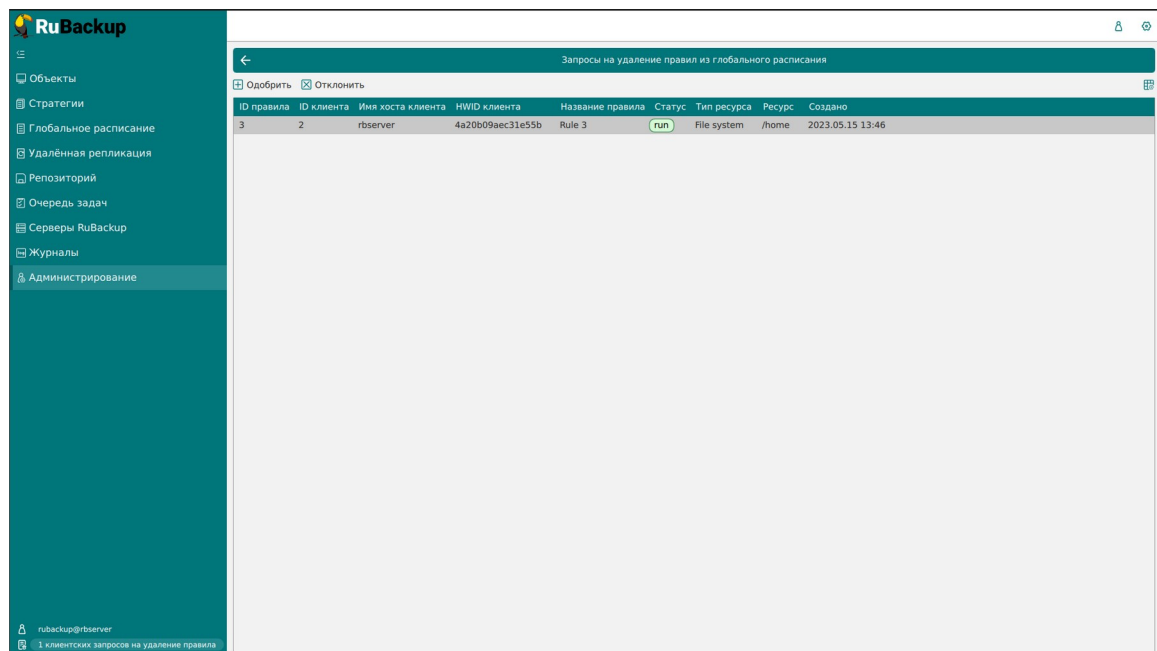 RuBackup
Объекты
Стратегии
Глобальное расписание
Удалённая репликация
Репозиторий
Очередь задач
Серверы RuBackup
Журналы
Администрирование
rubackup@rbserver
1 клиентских запросов на удаление правила
Запросы на удаление правил из глобального расписания
Одобрить Отклонить
ID правила ID клиента Имя хоста клиента HWID клиента Название правила Статус Тип ресурса Ресурс Создано
3 2 rbserver 4a20b09aec31e55b Rule 3 run File system /home 2023.05.15 13:46